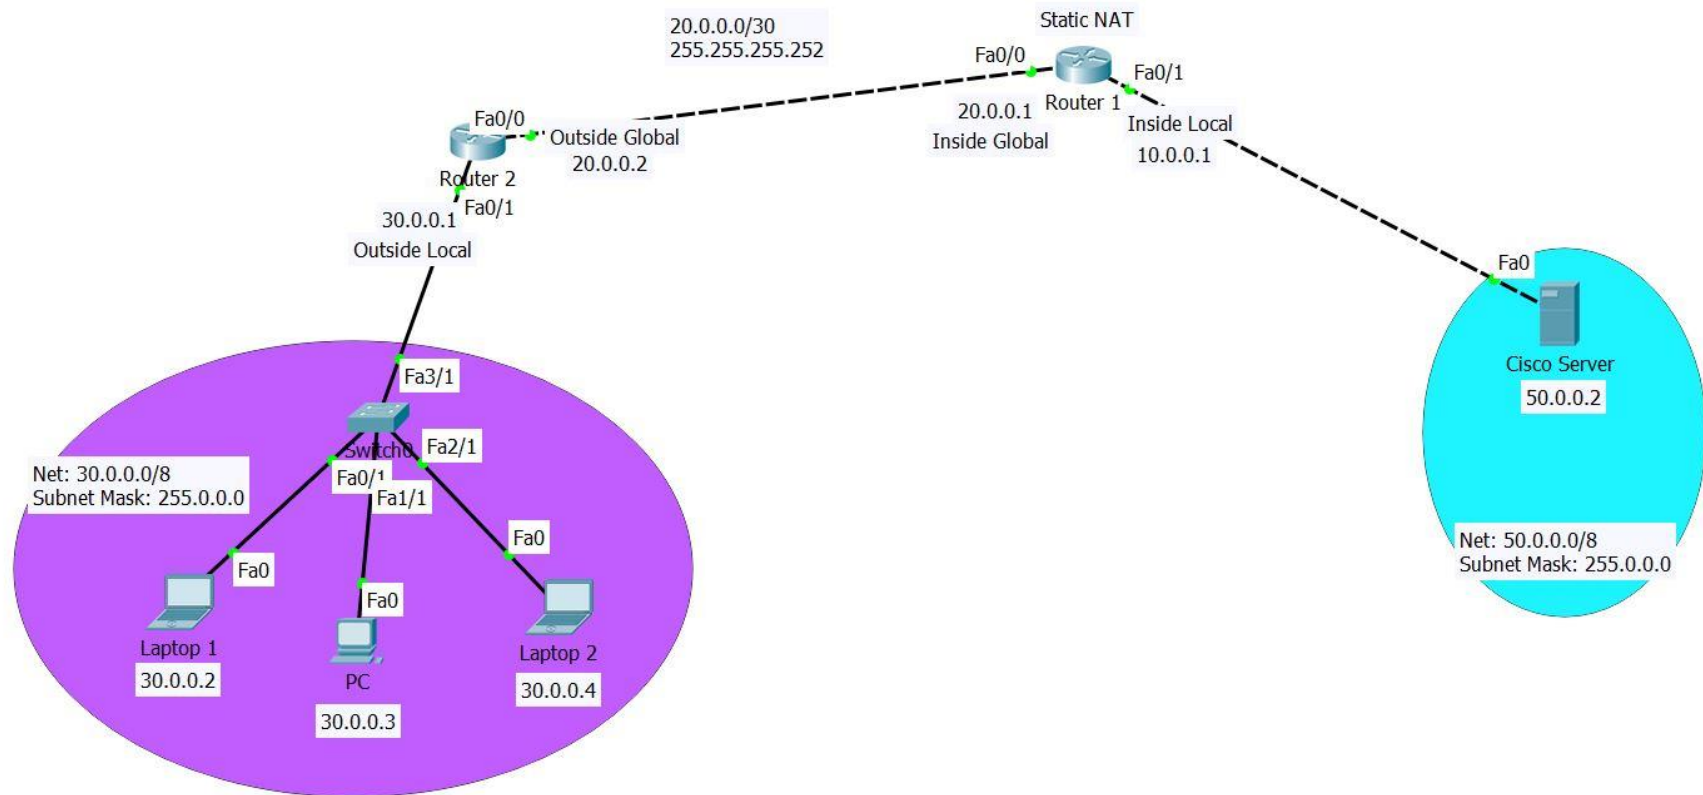 20.0.0.0/30
255.255.255.252
Static NAT
Fa0/0
Fa0/1
Router 1
20.0.0.1
Inside Global
Inside Local
10.0.0.1
Fa0/0
Outside Global
20.0.0.2
Router 2
Fa0/1
30.0.0.1
Outside Local
Fa0
Cisco Server
50.0.0.2
Fa3/1
Switch0
Fa2/1
Fa0/1
Fa1/1
Net: 30.0.0.0/8
Subnet Mask: 255.0.0.0
Fa0
Fa0
Fa0
Net: 50.0.0.0/8
Subnet Mask: 255.0.0.0
Laptop 1
30.0.0.2
PC
30.0.0.3
Laptop 2
30.0.0.4